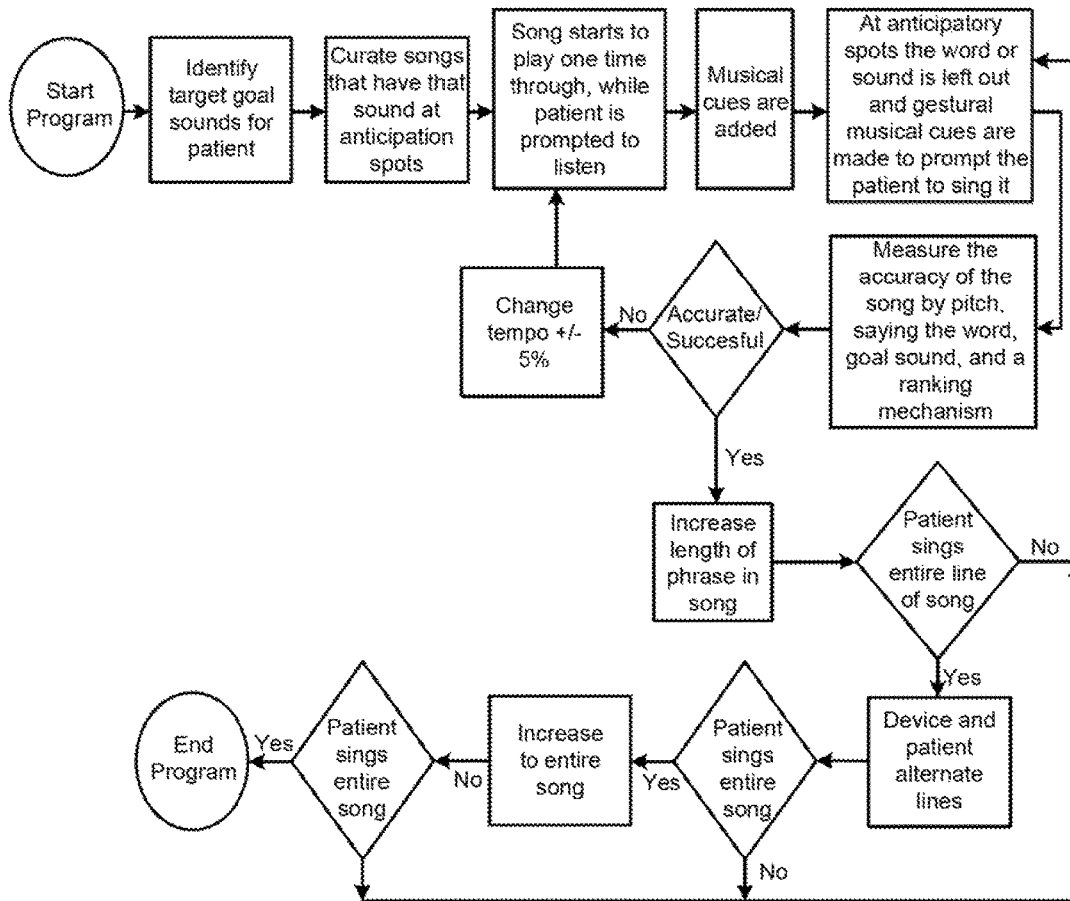 Start
Program
Identify
target goal
sounds for
patient
Curate songs
that have that
sound at
anticipation
spots
Song starts to
play one time
through, while
patient is
prompted to
listen
Musical
cues are
added
At anticipatory
spots the word or
sound is left out
and gestural
musical cues are
made to prompt the
patient to sing it
Measure the
accuracy of the
song by pitch,
saying the word,
goal sound, and a
ranking
mechanism
Accurate/
Succesful
No
Change
tempo +/-
5%
Yes
Increase
length of
phrase in
song
Patient
sings
entire line
of song
No
Yes
Device and
patient
alternate
lines
Patient
sings
entire
song
No
Yes
Increase
to entire
song
No
Patient
sings
entire
song
Yes
End
Program